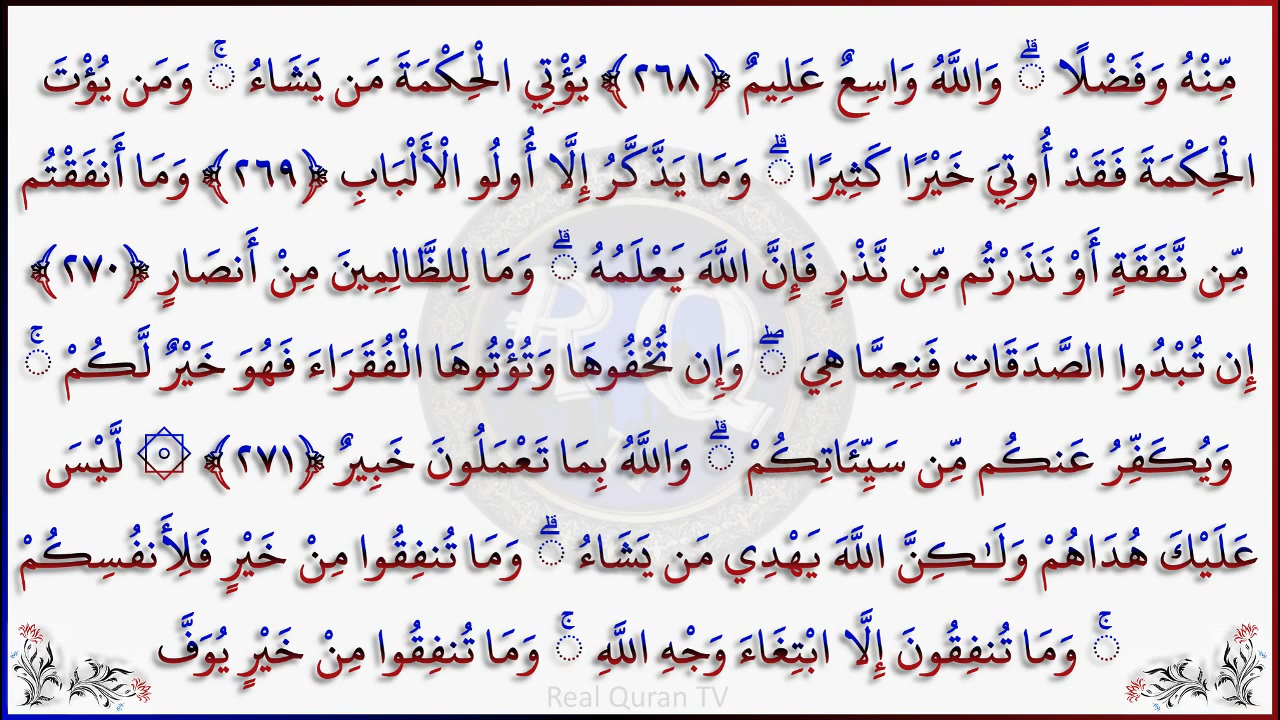 مِّنْهُ وَفَضْلًا ۗ وَاللَّهُ وَاسِعٌ عَلِيمٌ ﴿٢٦٨﴾ يُؤْتِي الْحِكْمَةَ مَن يَشَاءُ ۚ وَمَن يُؤْتَ
الْحِكْمَةَ فَقَدْ أُوتِيَ خَيْرًا كَثِيرًا ۗ وَمَا يَذَّكَّرُ إِلَّا أُولُو الْأَلْبَابِ ﴿٢٦٩﴾ وَمَا أَنفَقْتُم
مِّن نَّفَقَةٍ أَوْ نَذَرْتُم مِّن نَّذْرٍ فَإِنَّ اللَّهَ يَعْلَمُهُ ۗ وَمَا لِلظَّالِمِينَ مِنْ أَنصَارٍ ﴿٢٧٠﴾
إِن تُبْدُوا الصَّدَقَاتِ فَنِعِمَّا هِيَ ۖ وَإِن تُخْفُوهَا وَتُؤْتُوهَا الْفُقَرَاءَ فَهُوَ خَيْرٌ لَّكُمْ ۚ
وَيُكَفِّرُ عَنكُم مِّن سَيِّئَاتِكُمْ ۗ وَاللَّهُ بِمَا تَعْمَلُونَ خَبِيرٌ ﴿٢٧١﴾ ۞ لَّيْسَ
عَلَيْكَ هُدَاهُمْ وَلَـٰكِنَّ اللَّهَ يَهْدِي مَن يَشَاءُ ۗ وَمَا تُنفِقُوا مِنْ خَيْرٍ فَلِأَنفُسِكُمْ
ۚ وَمَا تُنفِقُونَ إِلَّا ابْتِغَاءَ وَجْهِ اللَّهِ ۚ وَمَا تُنفِقُوا مِنْ خَيْرٍ يُوَفَّ
RQ
Real Quran TV